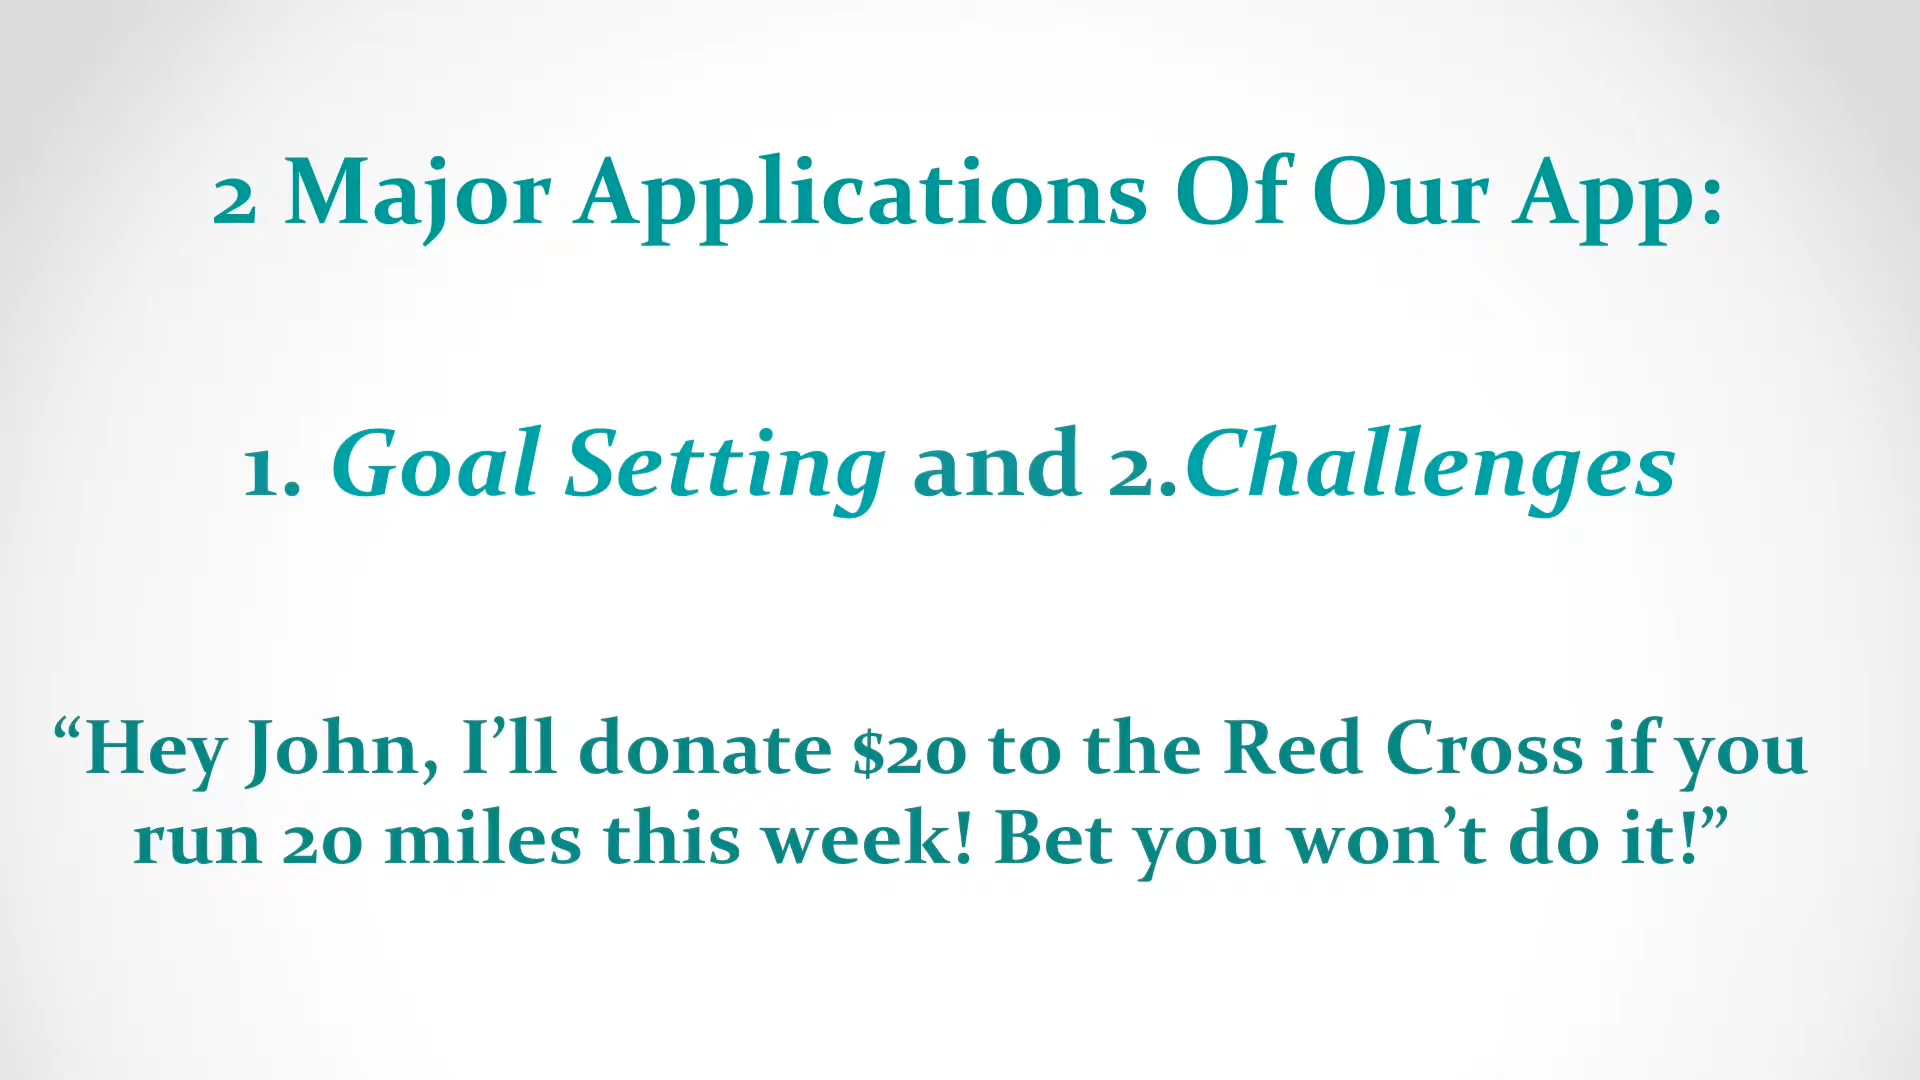 2 Major Applications Of Our App:
1. Goal Setting and 2.Challenges
“Hey John, I’ll donate $20 to the Red Cross if you
run 20 miles this week! Bet you won’t do it!”